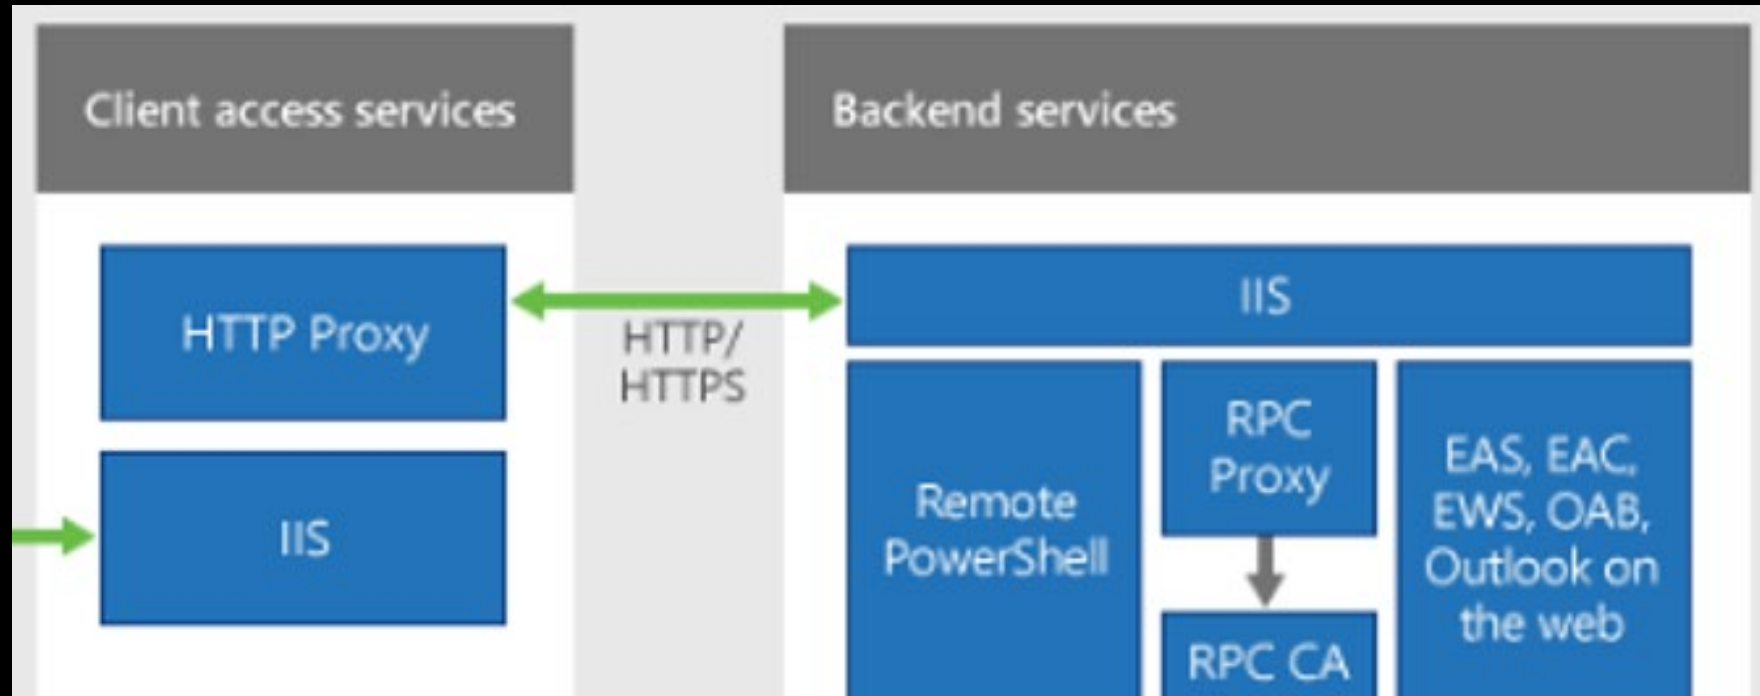 Client access services
Backend services
HTTP Proxy
HTTP/
HTTPS
IIS
IIS
Remote
PowerShell
RPC
Proxy
RPC CA
EAS, EAC,
EWS, OAB,
Outlook on
the web